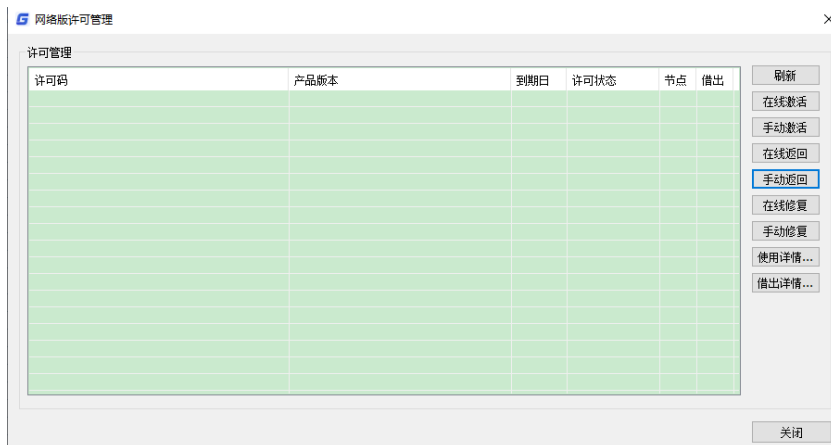 网络版许可管理
许可管理
许可码 产品版本 到期日 许可状态 节点 借出
刷新
在线激活
手动激活
在线返回
手动返回
在线修复
手动修复
使用详情...
借出详情...
关闭